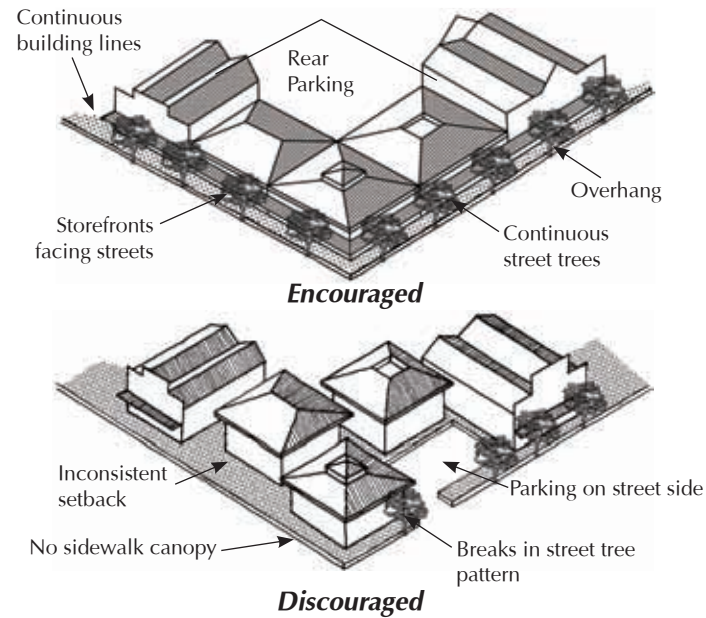 Continuous
building lines
Rear
Parking
Overhang
Storefronts
facing streets
Continuous
street trees
Encouraged
Inconsistent
setback
Parking on street side
No sidewalk canopy
Breaks in street tree
pattern
Discouraged